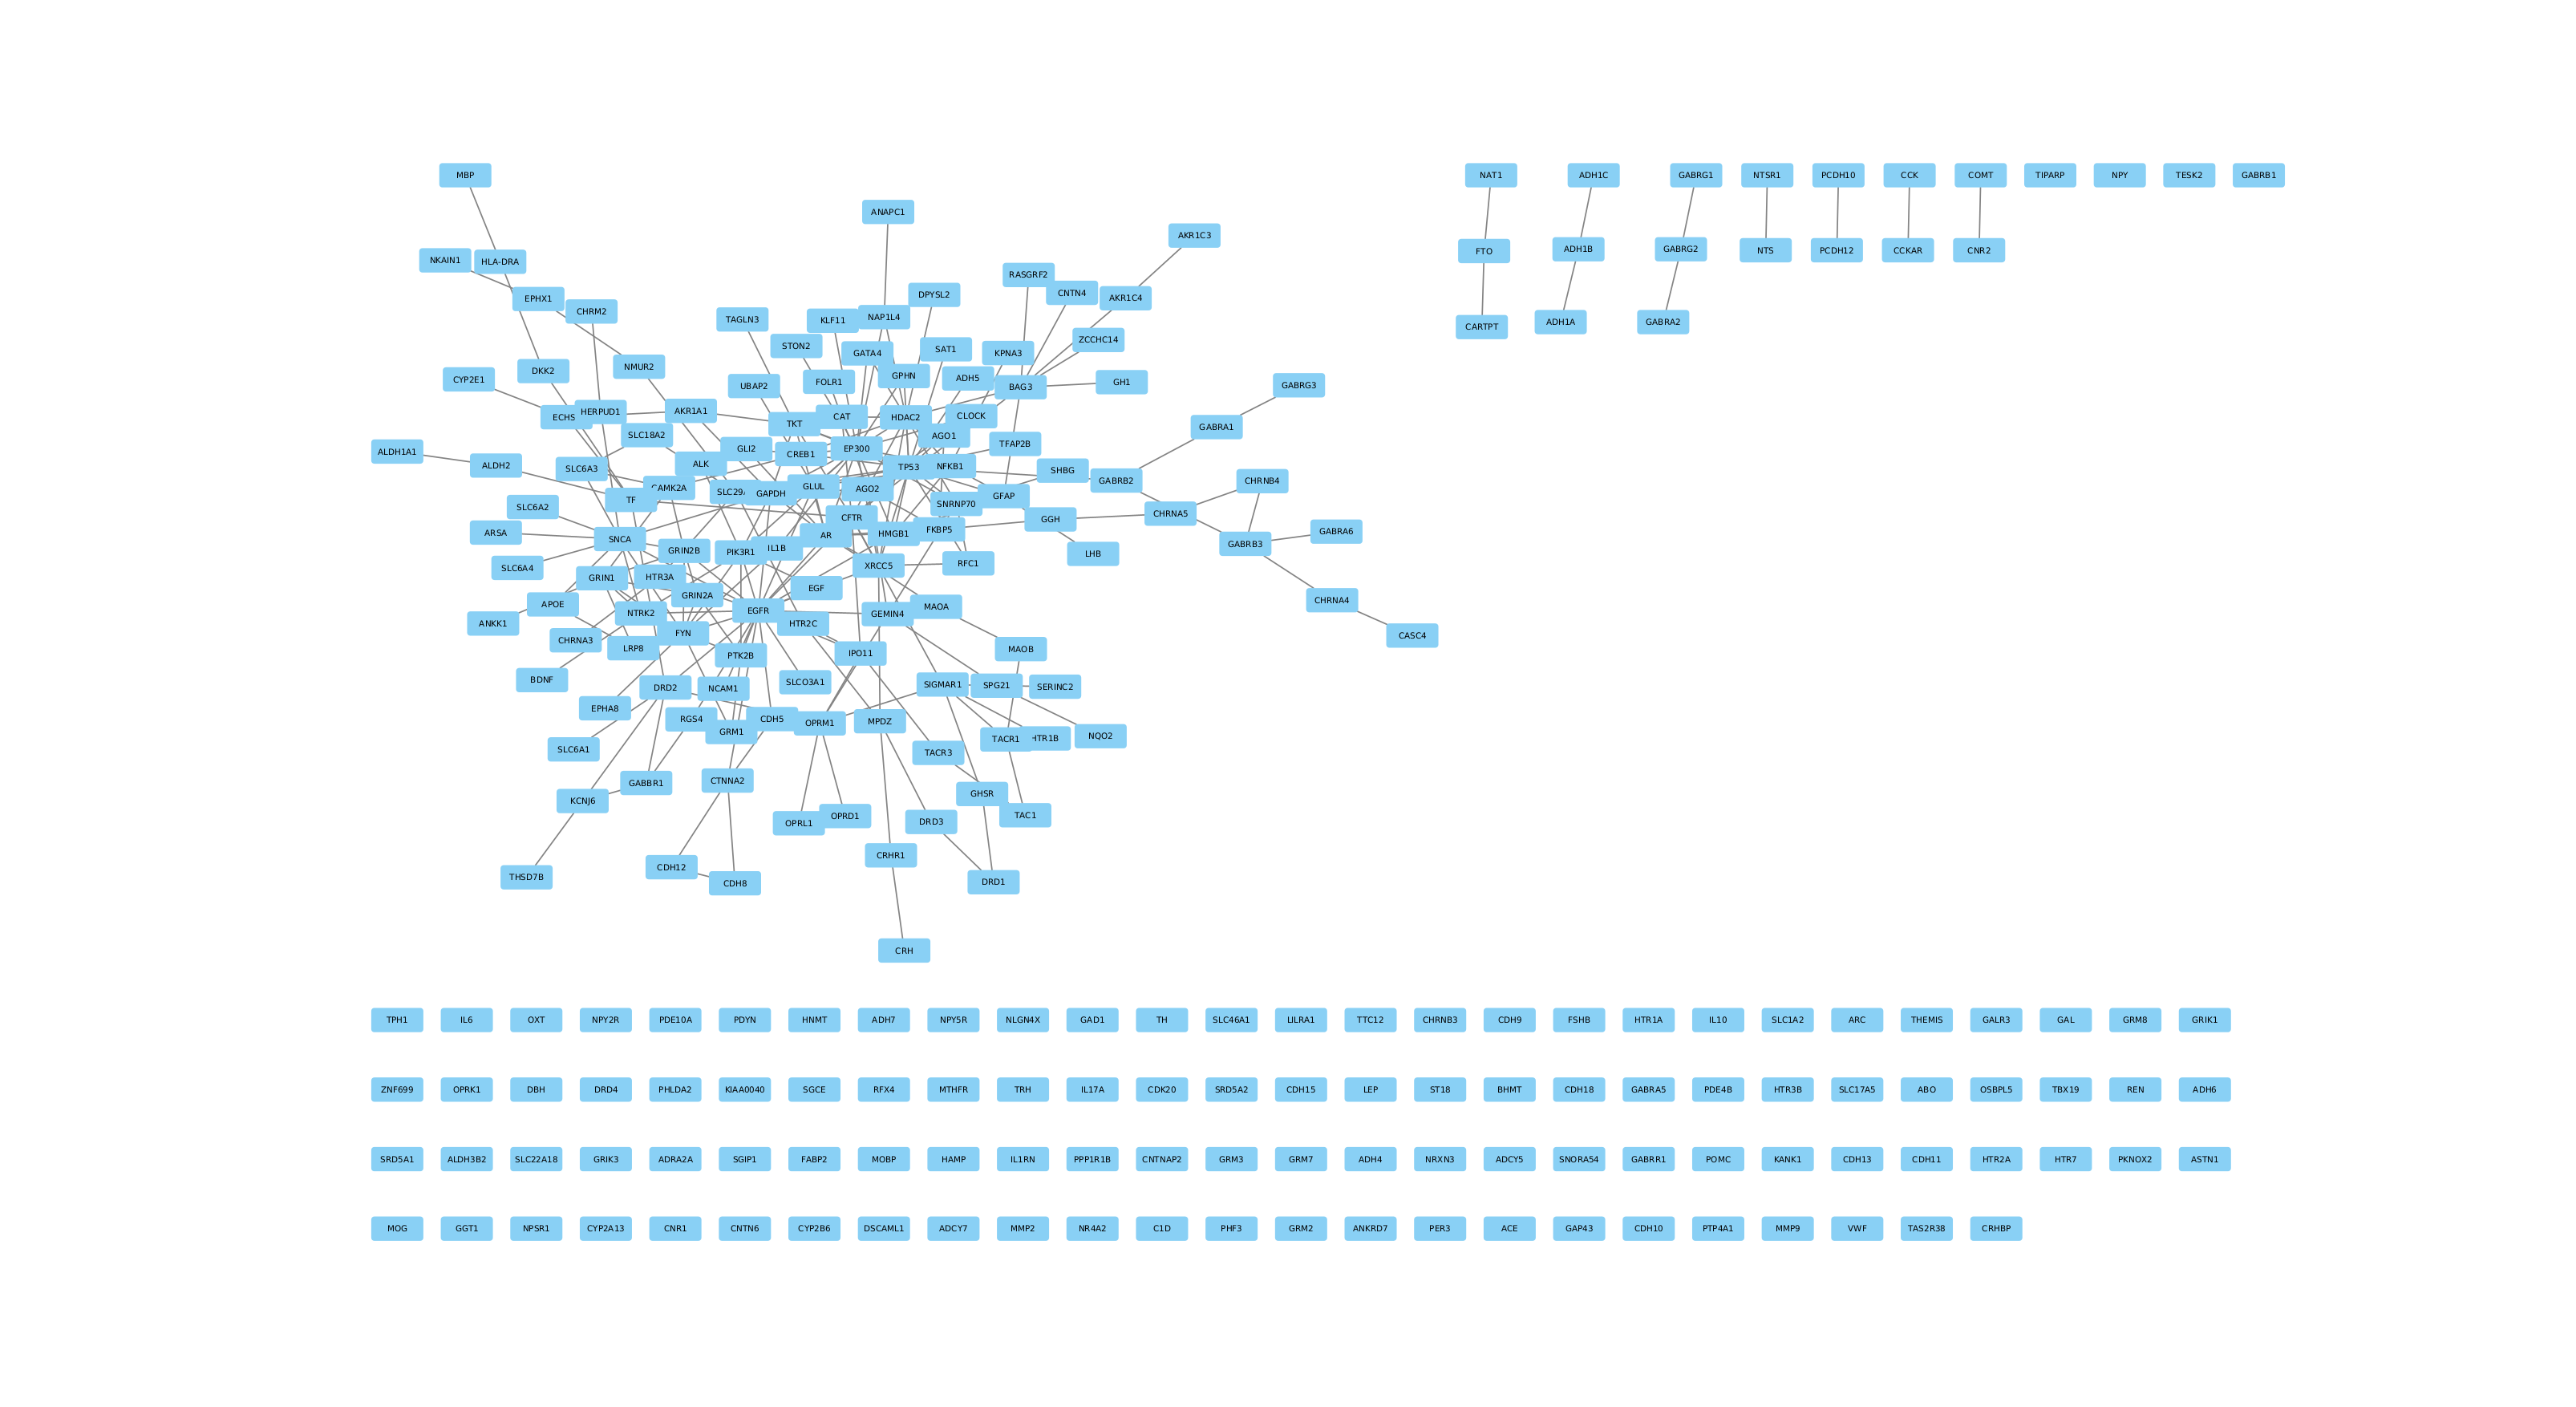 MBP
NAT1
ADH1C
GABRG1
NTSR1
PCDH10
CCK
COMT
TIPARP
NPY
TESK2
GABRB1
ANAPC1
AKR1C3
NKAIN1
HLA-DRA
FTO
ADH1B
GABRG2
NTS
PCDH12
CCKAR
CNR2
RASGRF2
EPHX1
DPYSL2
CNTN4
AKR1C4
CHRM2
TAGLN3
KLF11
NAP1L4
CARTPT
ADH1A
GABRA2
ZCCHC14
STON2
GATA4
SAT1
KPNA3
DKK2
NMUR2
CYP2E1
UBAP2
FOLR1
GPHN
ADH5
BAG3
GH1
GABRG3
ECHS
HERPUD1
AKR1A1
TKT
CAT
HDAC2
CLOCK
GABRA1
SLC18A2
AGO1
TFAP2B
ALDH1A1
GLI2
CREB1
EP300
ALDH2
SLC6A3
ALK
TP53
NFKB1
SHBG
GABRB2
CHRNB4
TF
CAMK2A
SLC29A
GAPDH
GLUL
AGO2
GFAP
SLC6A2
SNRNP70
CHRNA5
CFTR
GGH
ARSA
SNCA
AR
HMGB1
FKBP5
GABRB3
GABRA6
GRIN2B
PIK3R1
IL1B
LHB
SLC6A4
XRCC5
RFC1
GRIN1
HTR3A
GRIN2A
EGF
APOE
NTRK2
EGFR
GEMIN4
MAOA
CHRNA4
ANKK1
HTR2C
CHRNA3
FYN
CASC4
LRP8
PTK2B
IPO11
MAOB
BDNF
DRD2
NCAM1
SLCO3A1
SIGMAR1
SPG21
SERINC2
EPHA8
RGS4
CDH5
OPRM1
MPDZ
GRM1
TACR1
HTR1B
NQO2
SLC6A1
TACR3
GABBR1
CTNNA2
KCNJ6
GHSR
OPRL1
OPRD1
DRD3
TAC1
CRHR1
THSD7B
CDH12
CDH8
DRD1
CRH
TPH1 IL6 OXT NPY2R PDE10A PDYN HNMT ADH7 NPY5R NLGN4X GAD1 TH SLC46A1 LILRA1 TTC12 CHRNB3 CDH9 FSHB HTR1A IL10 SLC1A2 ARC THEMIS GALR3 GAL GRM8 GRIK1
ZNF699 OPRK1 DBH DRD4 PHLDA2 KIAA0040 SGCE RFX4 MTHFR TRH IL17A CDK20 SRD5A2 CDH15 LEP ST18 BHMT CDH18 GABRA5 PDE4B HTR3B SLC17A5 ABO OSBPL5 TBX19 REN ADH6
SRD5A1 ALDH3B2 SLC22A18 GRIK3 ADRA2A SGIP1 FABP2 MOBP HAMP IL1RN PPP1R1B CNTNAP2 GRM3 GRM7 ADH4 NRXN3 ADCY5 SNORA54 GABRR1 POMC KANK1 CDH13 CDH11 HTR2A HTR7 PKNOX2 ASTN1
MOG GGT1 NPSR1 CYP2A13 CNR1 CNTN6 CYP2B6 DSCAML1 ADCY7 MMP2 NR4A2 C1D PHF3 GRM2 ANKRD7 PER3 ACE GAP43 CDH10 PTP4A1 MMP9 VWF TAS2R38 CRHBP